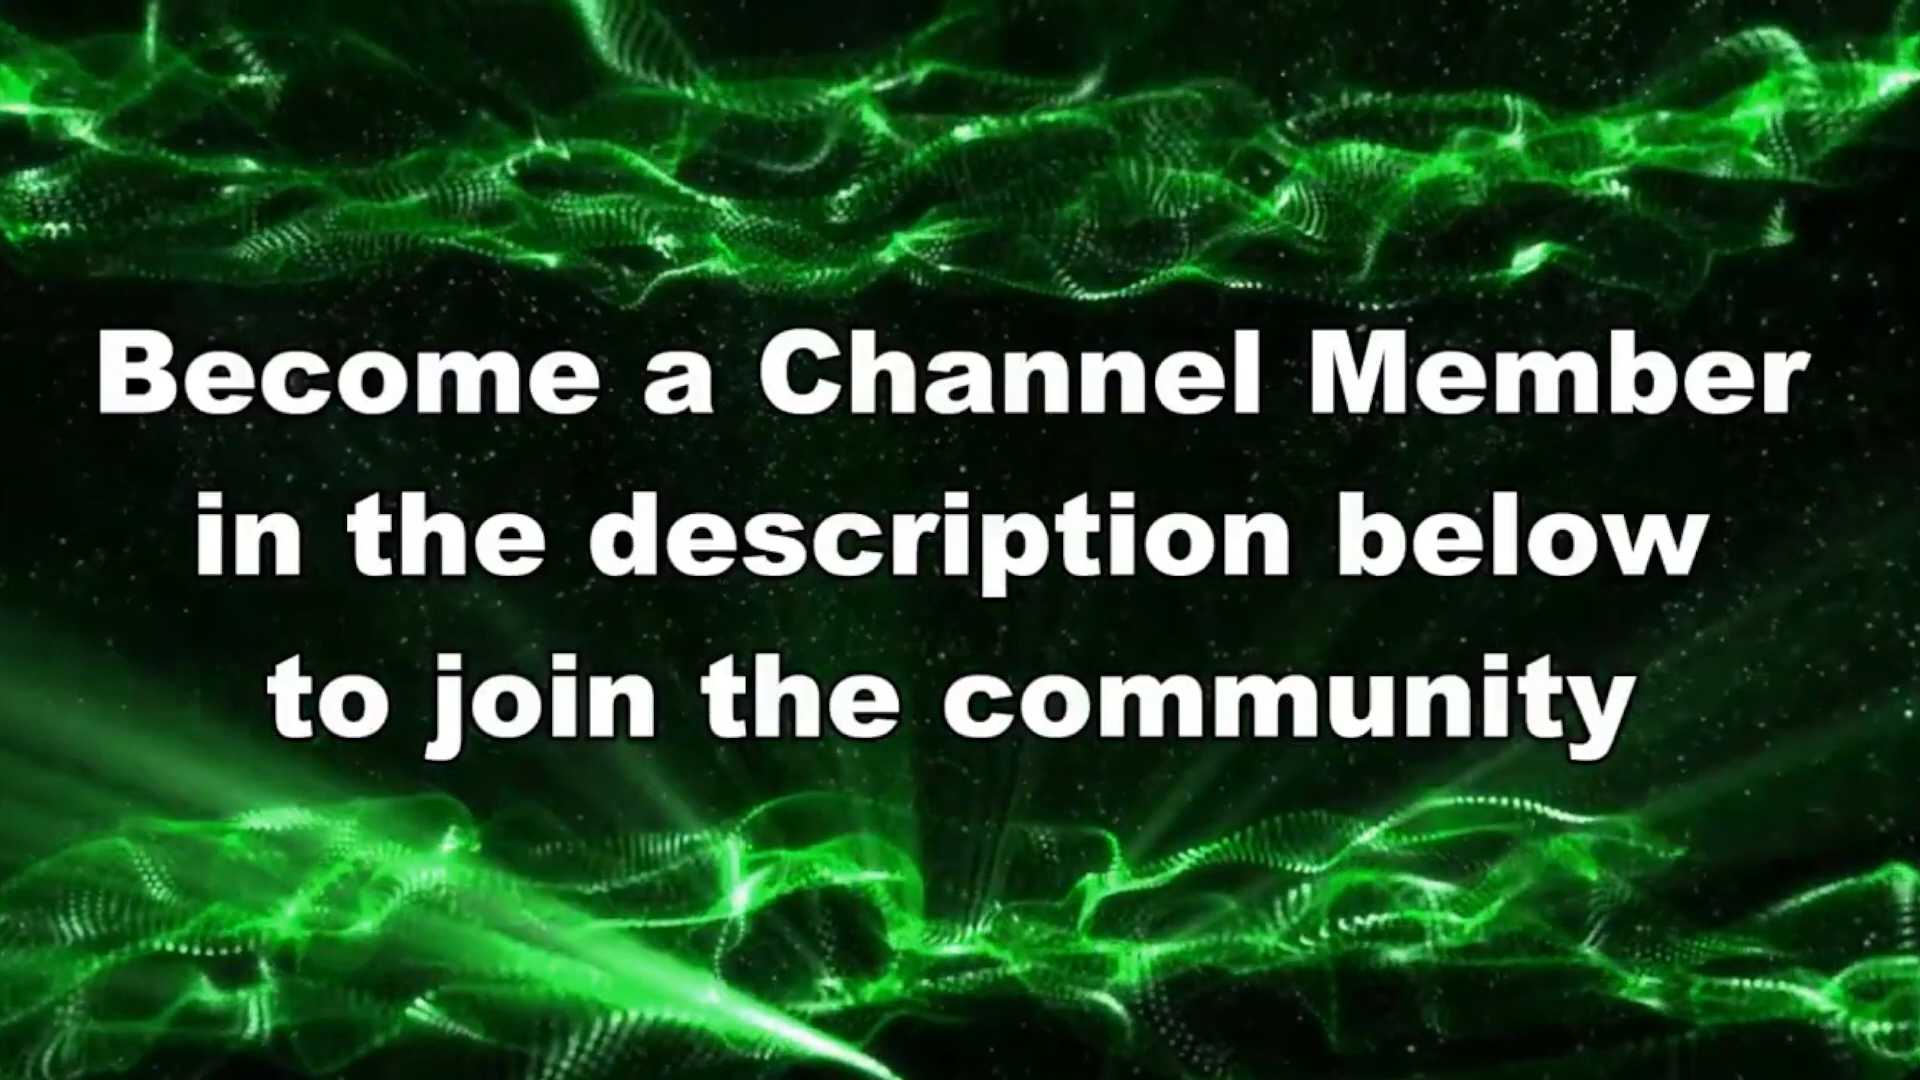 Become a Channel Member
in the description below
to join the community